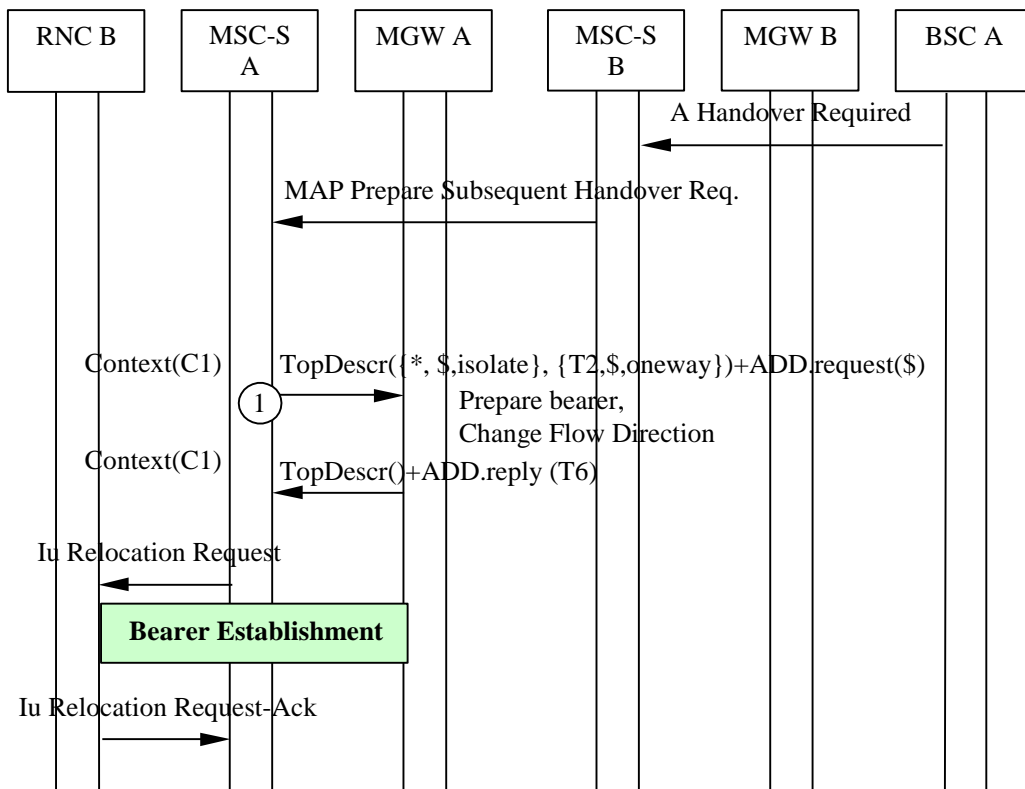 RNC B
MSC-S
A
MGW A
MSC-S
B
MGW B
BSC A
A Handover Required
MAP Prepare Subsequent Handover Req.
Context(C1)
TopDescr({*, $,isolate}, {T2,$,oneway})+ADD.request($)
1
Prepare bearer,
Change Flow Direction
Context(C1)
TopDescr()+ADD.reply (T6)
Iu Relocation Request
Bearer Establishment
Iu Relocation Request-Ack